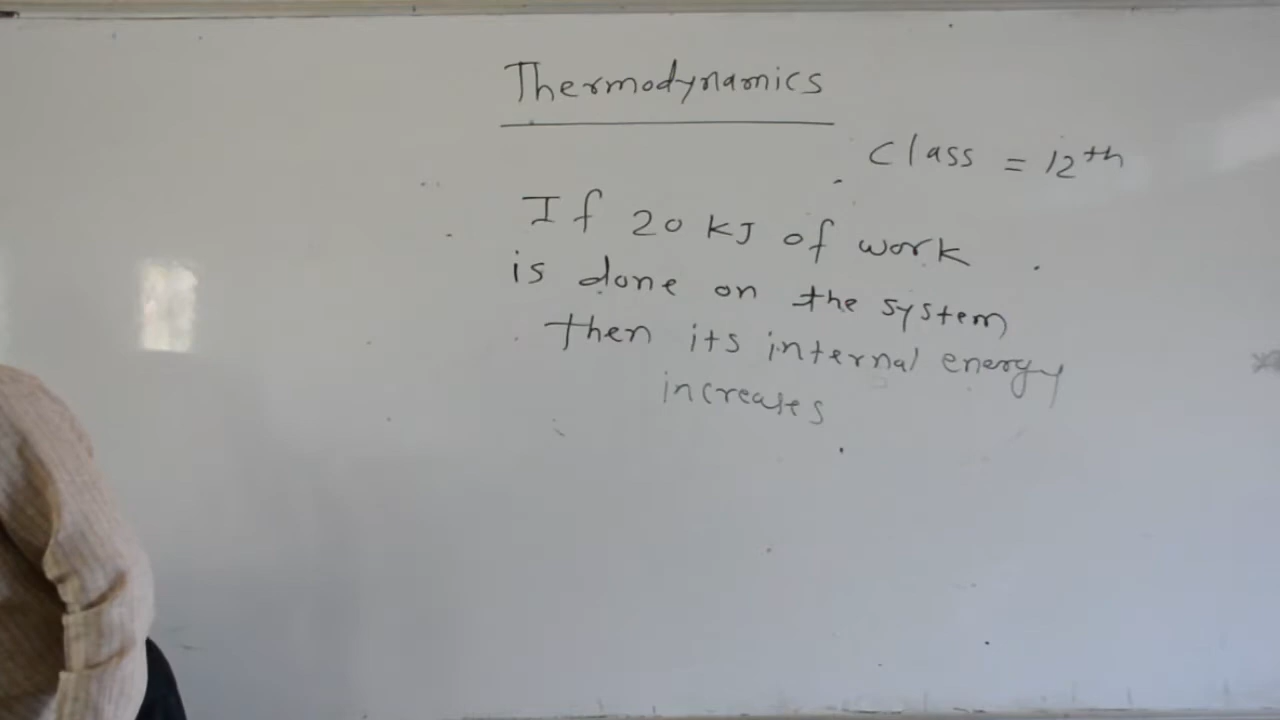 Thermodynamics
Class = 12th
If 20 KJ of work
is done on the system
then its internal energy
increases